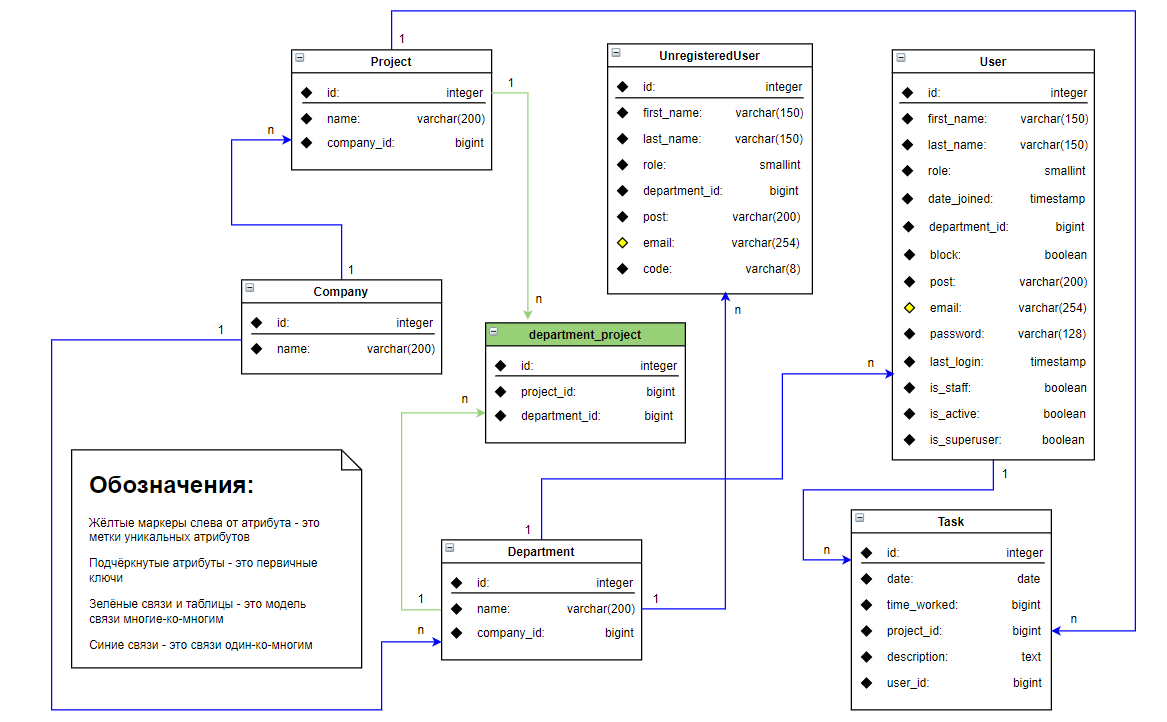 1
Project
id: integer
name: varchar(200)
company_id: bigint
1
n
UnregisteredUser
id: integer
first_name: varchar(150)
last_name: varchar(150)
role: smallint
department_id: bigint
post: varchar(200)
email: varchar(254)
code: varchar(8)
n
User
id: integer
first_name: varchar(150)
last_name: varchar(150)
role: smallint
date_joined: timestamp
department_id: bigint
block: boolean
post: varchar(200)
email: varchar(254)
password: varchar(128)
last_login: timestamp
is_staff: boolean
is_active: boolean
is_superuser: boolean
n
1
1
Company
id: integer
name: varchar(200)
1
n
department_project
id: integer
project_id: bigint
department_id: bigint
n
Обозначения:
Жёлтые маркеры слева от атрибута - это
метки уникальных атрибутов
Подчёркнутые атрибуты - это первичные
ключи
Зелёные связи и таблицы - это модель
связи многие-ко-многим
Синие связи - это связи один-ко-многим
1
Department
id: integer
name: varchar(200)
company_id: bigint
1
n
1
Task
id: integer
date: date
time_worked: bigint
project_id: bigint
description: text
user_id: bigint
n
n